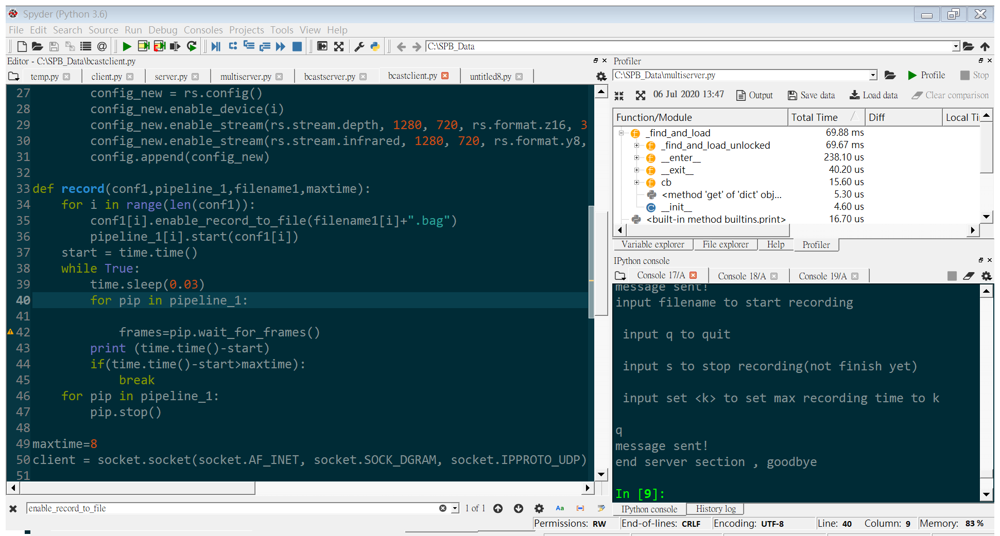 Spyder (Python 3.6)
File Edit Search Source Run Debug Consoles Projects Tools View Help
C:\SPB_Data
Editor - C:\SPB_Data\bcastclient.py
temp.py client.py server.py multiserver.py bcastserver.py bcastclient.py untitled8.py
27 config_new = rs.config()
28 config_new.enable_device(i)
29 config_new.enable_stream(rs.stream.depth, 1280, 720, rs.format.z16, 3
30 config_new.enable_stream(rs.stream.infrared, 1280, 720, rs.format.y8,
31 config.append(config_new)
32
33 def record(conf1,pipeline_1,filename1,maxtime):
34 for i in range(len(conf1)):
35 conf1[i].enable_record_to_file(filename1[i]+".bag")
36 pipeline_1[i].start(conf1[i])
37 start = time.time()
38 while True:
39 time.sleep(0.03)
40 for pip in pipeline_1:
41
42 frames=pip.wait_for_frames()
43 print (time.time()-start)
44 if(time.time()-start>maxtime):
45 break
46 for pip in pipeline_1:
47 pip.stop()
48
49 maxtime=8
50 client = socket.socket(socket.AF_INET, socket.SOCK_DGRAM, socket.IPPROTO_UDP)
51
enable_record_to_file 1 of 1 Aa
Profiler
C:\SPB_Data\multiserver.py Profile Stop
06 Jul 2020 13:47 Output Save data Load data Clear comparison
Function/Module Total Time Diff Local Ti
_find_and_load 69.88 ms
_find_and_load_unlocked 69.67 ms
__enter__ 238.10 us
__exit__ 40.20 us
cb 15.60 us
<method 'get' of 'dict' obj... 5.30 us
__init__ 4.60 us
<built-in method builtins.print> 16.70 us
Variable explorer File explorer Help Profiler
IPython console
Console 17/A Console 18/A Console 19/A
message sent!
input filename to start recording
input q to quit
input s to stop recording(not finish yet)
input set <k> to set max recording time to k
q
message sent!
end server section , goodbye
In [9]:
IPython console History log
Permissions: RW End-of-lines: CRLF Encoding: UTF-8 Line: 40 Column: 9 Memory: 83 %